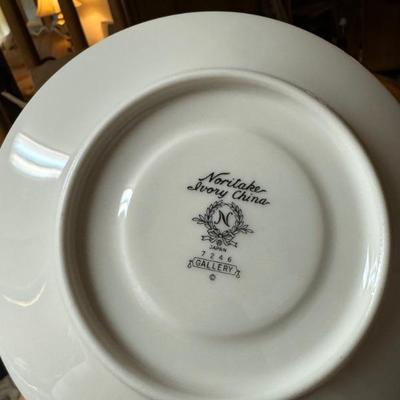 Noritake
Ivory China
N
®
JAPAN
7246
GALLERY
©